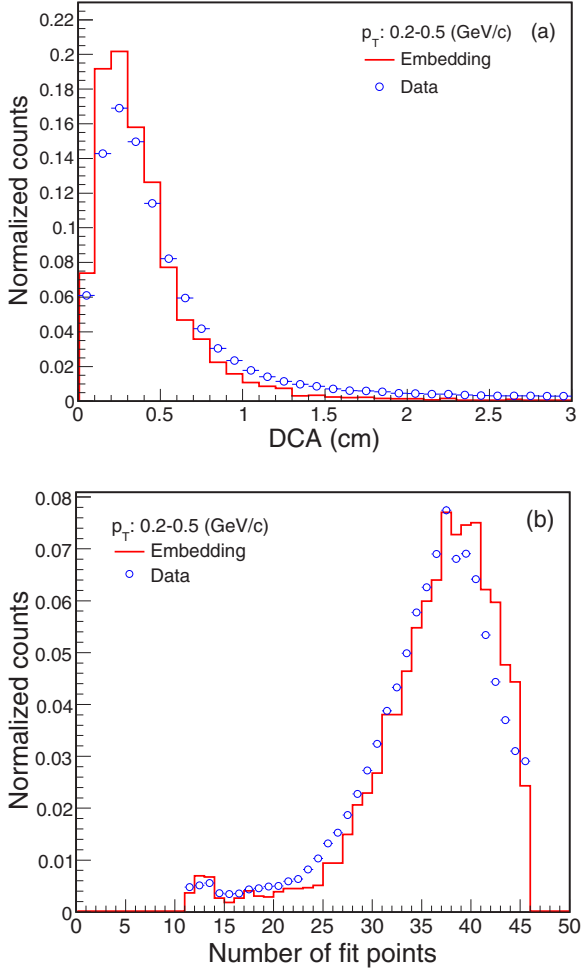 p_T: 0.2-0.5 (GeV/c) (a)
Embedding
Data
Normalized counts
0.2
0.18
0.16
0.14
0.12
0.1
0.08
0.06
0.04
0.02
0
0 0.5 1 1.5 2 2.5 3
DCA (cm)
p_T: 0.2-0.5 (GeV/c) (b)
Embedding
Data
Normalized counts
0.08
0.07
0.06
0.05
0.04
0.03
0.02
0.01
0
0 5 10 15 20 25 30 35 40 45 50
Number of fit points